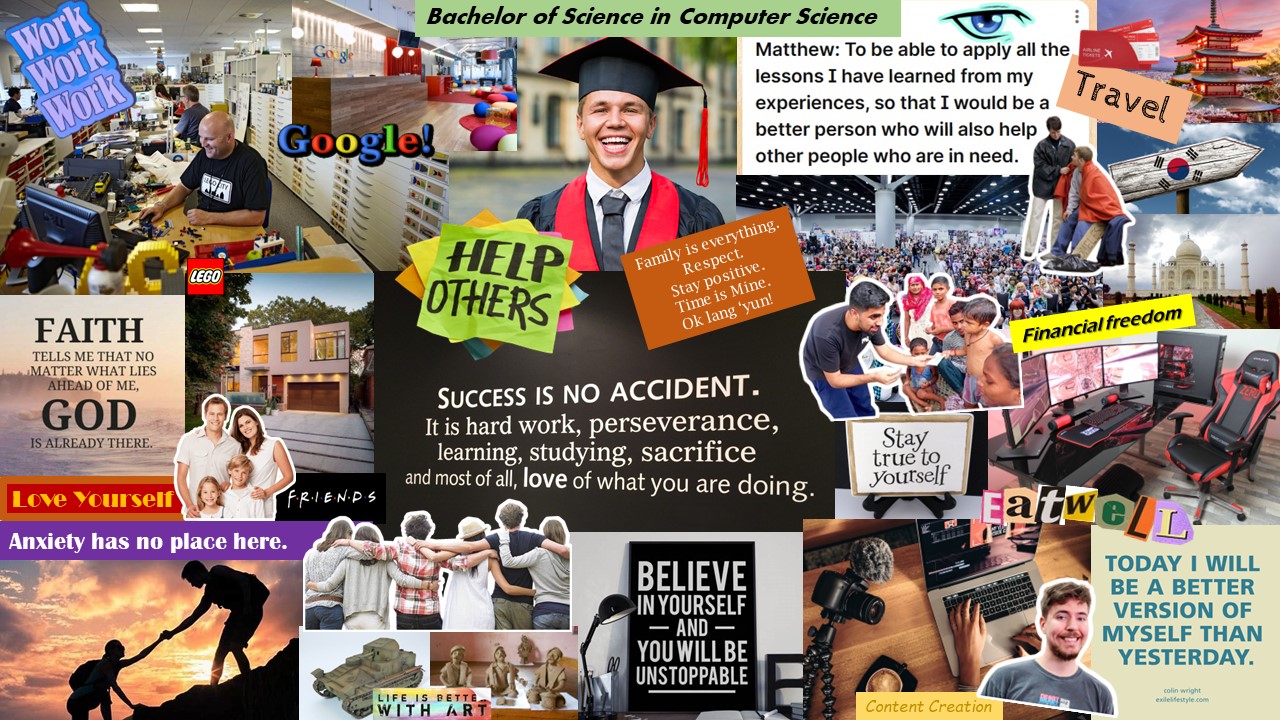 Bachelor of Science in Computer Science
Work
Work
Work
Google
Google!
Matthew: To be able to apply all the
lessons I have learned from my
experiences, so that I would be a
better person who will also help
other people who are in need.
AIRLINE
TICKETS
Travel
HELP
OTHERS
Family is everything.
Respect.
Stay positive.
Time is Mine.
Ok lang 'yun!
LEGO
Financial freedom
FAITH
TELLS ME THAT NO
MATTER WHAT LIES
AHEAD OF ME,
GOD
IS ALREADY THERE.
SUCCESS IS NO ACCIDENT.
It is hard work, perseverance,
learning, studying, sacrifice
and most of all, love of what you are doing.
Stay
true to
yourself
Love Yourself
F·R·I·E·N·D·S
Eat well
Anxiety has no place here.
BELIEVE
IN YOURSELF
AND
YOU WILL BE
UNSTOPPABLE
TODAY I WILL
BE A BETTER
VERSION OF
MYSELF THAN
YESTERDAY.
colin wright
exilelifestyle.com
LIFE IS BETTE
WITH ART
Content Creation